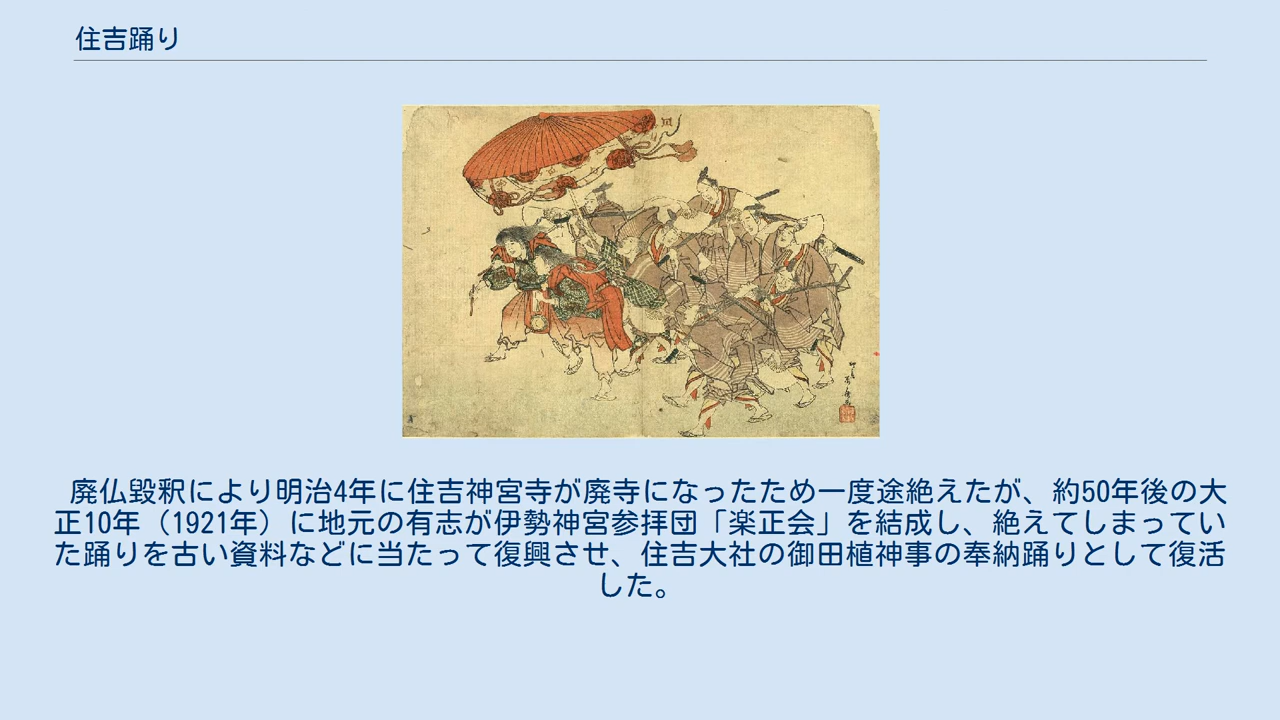 住吉踊り
廃仏毀釈により明治4年に住吉神宮寺が廃寺になったため一度途絶えたが、約50年後の大
正10年（1921年）に地元の有志が伊勢神宮参拝団「楽正会」を結成し、絶えてしまってい
た踊りを古い資料などに当たって復興させ、住吉大社の御田植神事の奉納踊りとして復活
した。